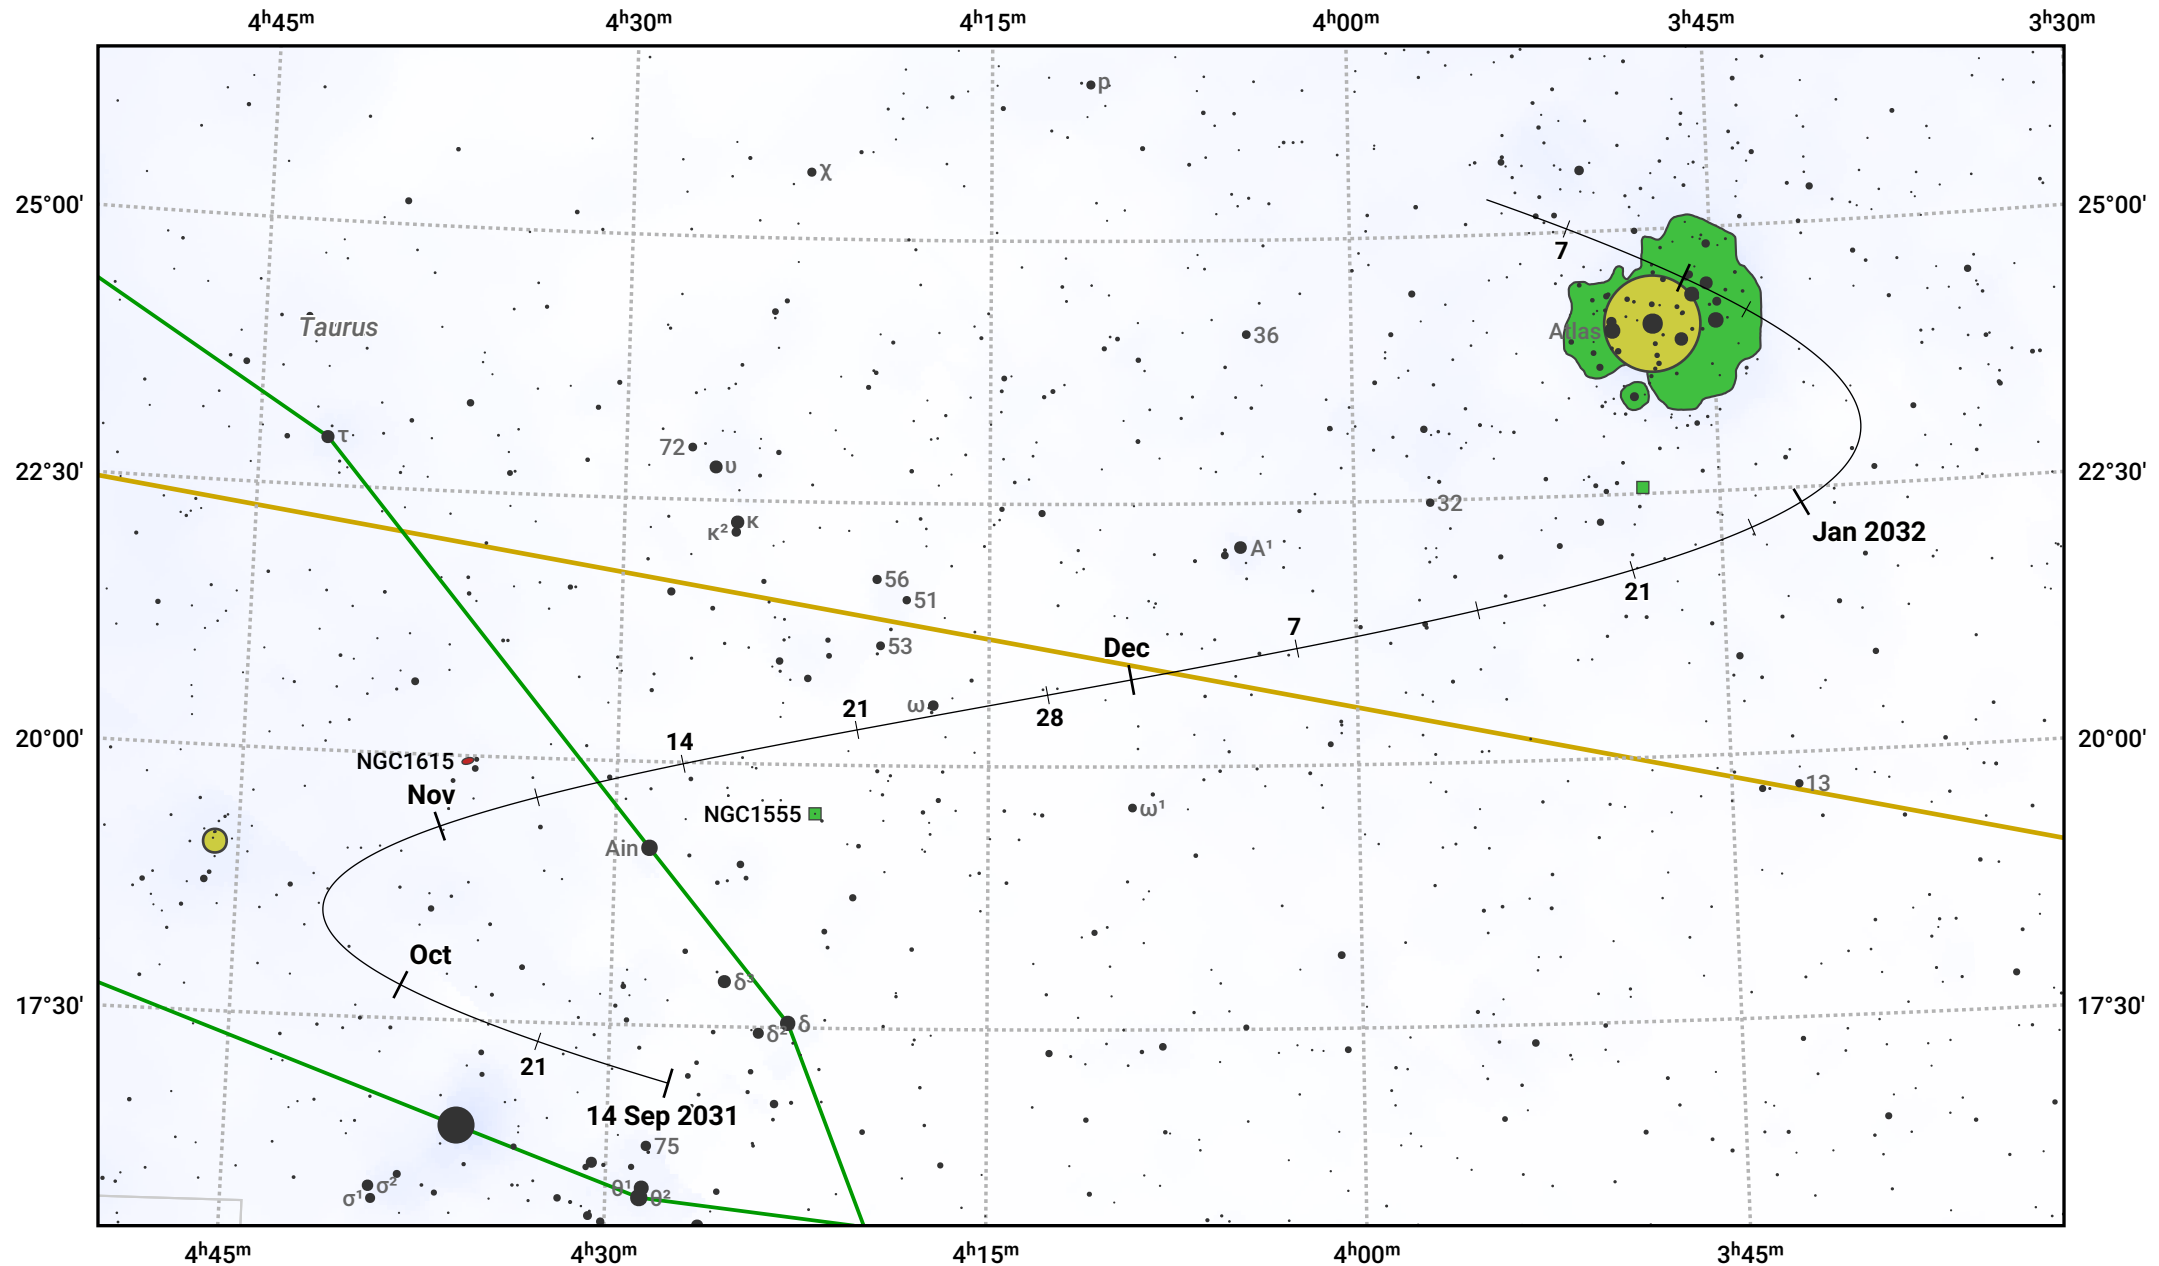 4ʰ45ᵐ 4ʰ30ᵐ 4ʰ15ᵐ 4ʰ00ᵐ 3ʰ45ᵐ 3ʰ30ᵐ
p
χ
25°00' 25°00'
7
Taurus
36
Atlas
τ
72
υ
22°30' 22°30'
32
κ
κ²
Jan 2032
A¹
56
21
51
7
53
Dec
ω
21
28
14
20°00' 20°00'
NGC1615
13
Nov
NGC1555
ω¹
Ain
Oct
δ³
17°30' 17°30'
δ
δ²
21
14 Sep 2031
75
σ²
θ¹
σ¹
θ²
4ʰ45ᵐ 4ʰ30ᵐ 4ʰ15ᵐ 4ʰ00ᵐ 3ʰ45ᵐ